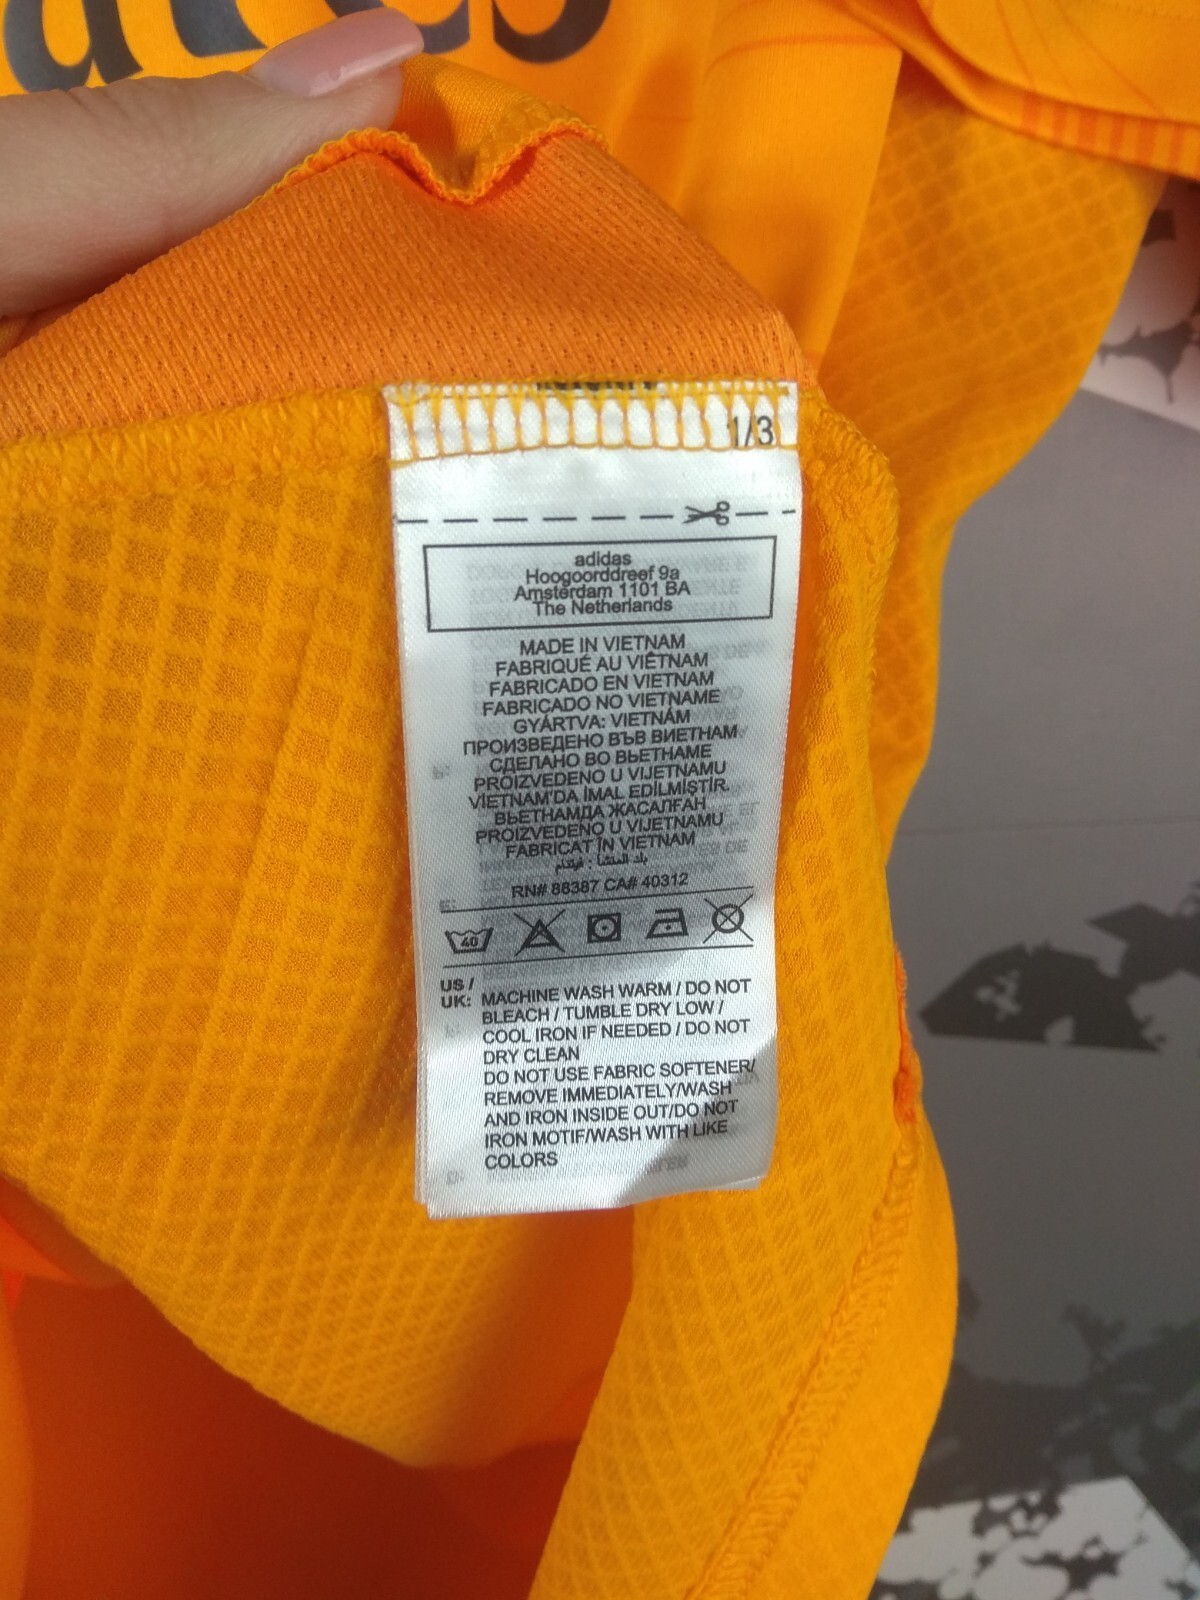 1/3
adidas
Hoogoorddreef 9a
Amsterdam 1101 BA
The Netherlands
MADE IN VIETNAM
FABRIQUÉ AU VIÊTNAM
FABRICADO EN VIETNAM
FABRICADO NO VIETNAME
GYÁRTVA: VIETNÁM
ПРОИЗВЕДЕНО ВЪВ ВИЕТНАМ
СДЕЛАНО ВО ВЬЕТНАМЕ
PROIZVEDENO U VIJETNAMU
VİETNAM'DA İMAL EDİLMİŞTİR.
ВЬЕТНАМДА ЖАСАЛҒАН
PROIZVEDENO U VIJETNAMU
FABRICAT ÎN VIETNAM
بلد المنشأ : فيتنام
RN# 88387 CA# 40312
40
US /
UK: MACHINE WASH WARM / DO NOT
BLEACH / TUMBLE DRY LOW /
COOL IRON IF NEEDED / DO NOT
DRY CLEAN
DO NOT USE FABRIC SOFTENER/
REMOVE IMMEDIATELY/WASH
AND IRON INSIDE OUT/DO NOT
IRON MOTIF/WASH WITH LIKE
COLORS